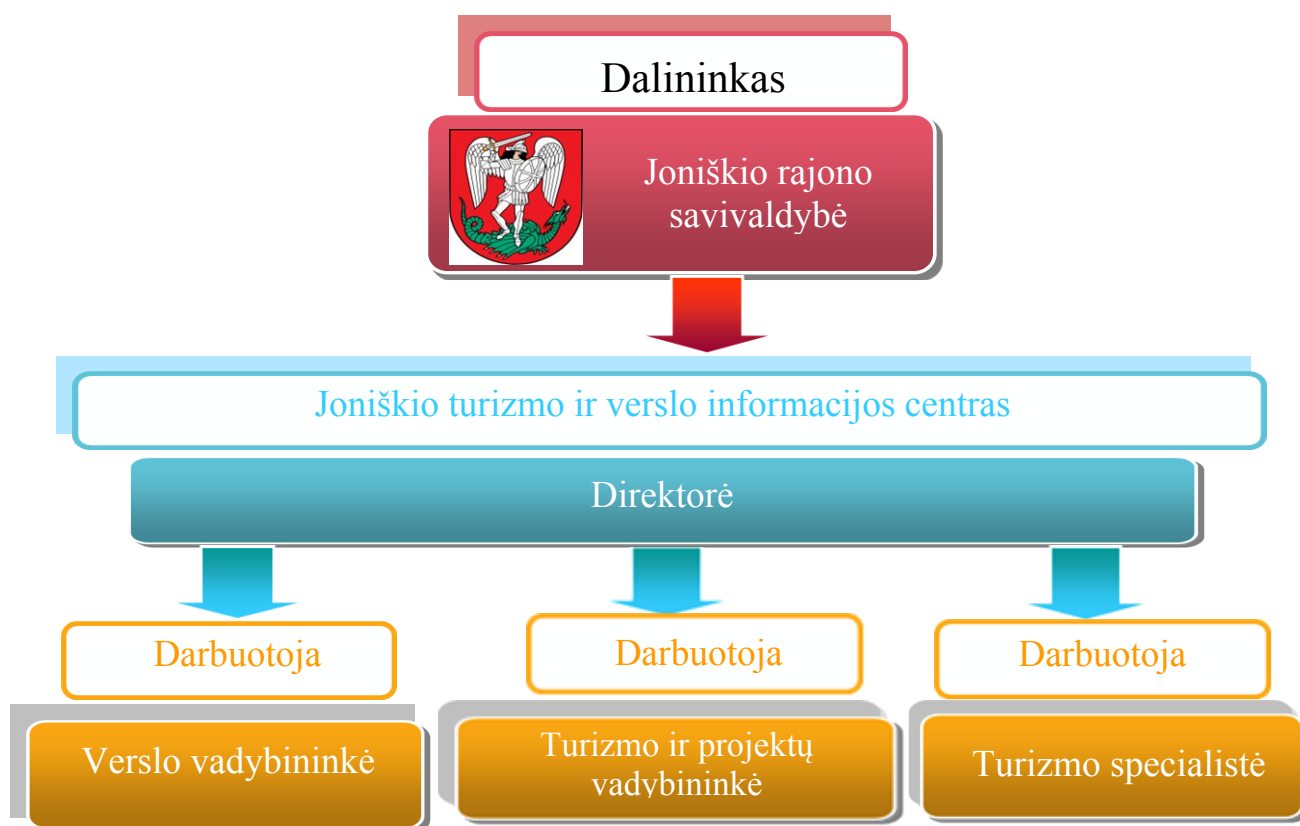 Dalininkas
Joniškio rajono
savivaldybė
Joniškio turizmo ir verslo informacijos centras
Direktorė
Darbuotoja
Darbuotoja
Darbuotoja
Verslo vadybininkė
Turizmo ir projektų
vadybininkė
Turizmo specialistė